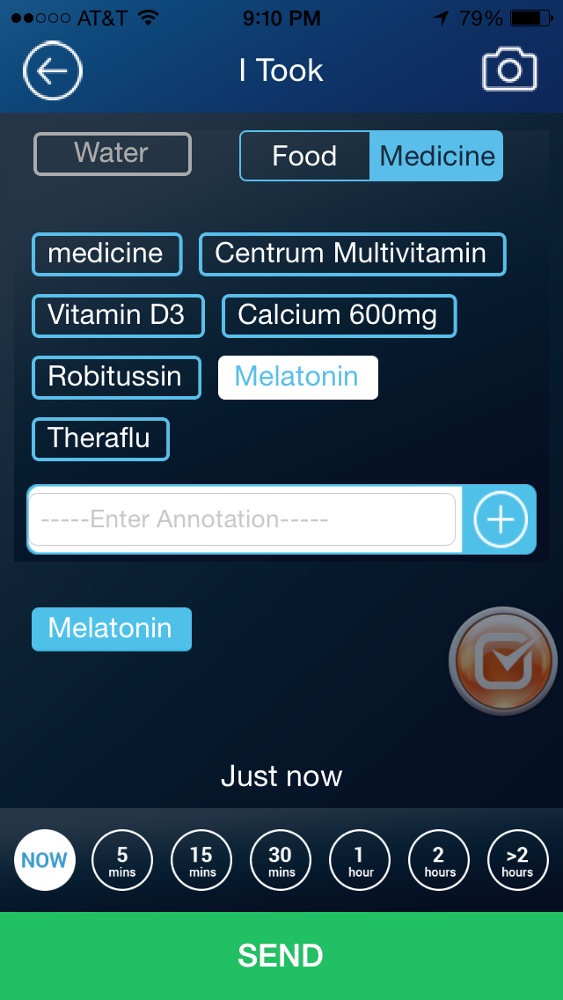 AT&T 9:10 PM 79%
I Took
Water Food Medicine
medicine Centrum Multivitamin
Vitamin D3 Calcium 600mg
Robitussin Melatonin
Theraflu
-----Enter Annotation-----
Melatonin
Just now
NOW 5 mins 15 mins 30 mins 1 hour 2 hours >2 hours
SEND